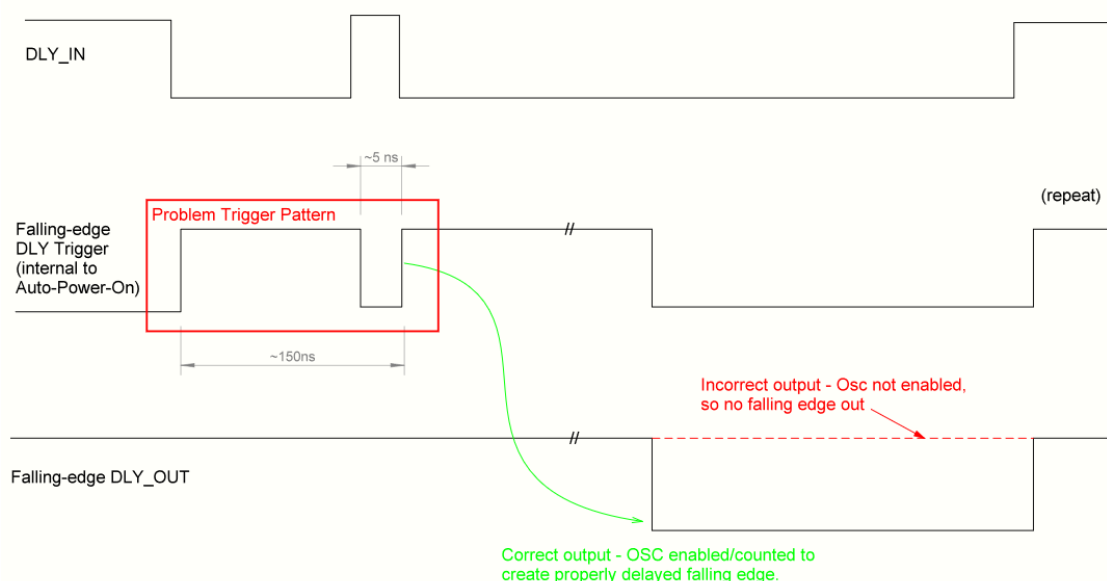 DLY_IN
~5 ns
(repeat)
Problem Trigger Pattern
Falling-edge
DLY Trigger
(internal to
Auto-Power-On)
//
~150ns
Incorrect output - Osc not enabled,
so no falling edge out
//
Falling-edge DLY_OUT
Correct output - OSC enabled/counted to
create properly delayed falling edge.